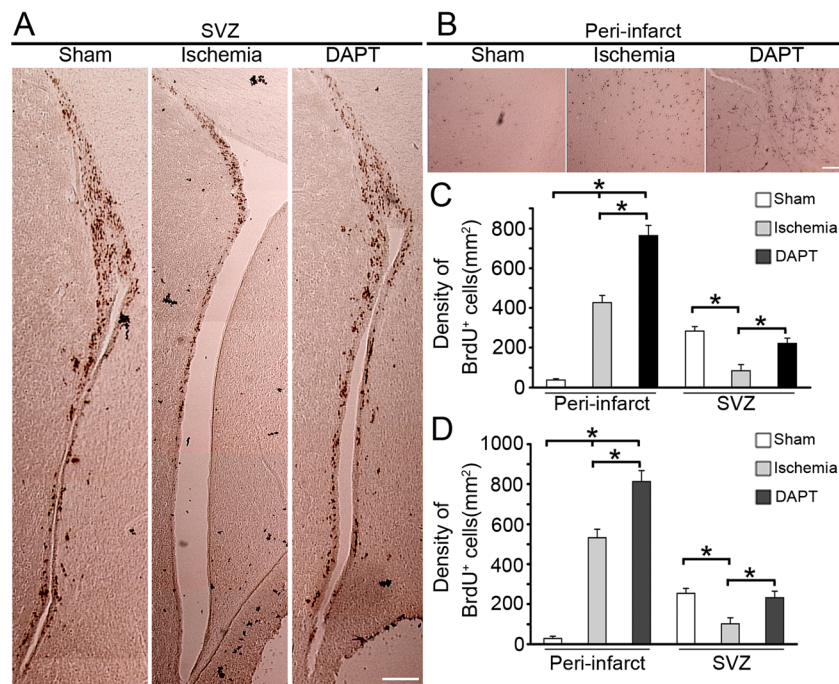 A
SVZ
Sham Ischemia DAPT
B
Peri-infarct
Sham Ischemia DAPT
C
Density of
BrdU⁺ cells(mm²)
800
600
400
200
0
* * * *
Sham
Ischemia
DAPT
Peri-infarct SVZ
D
Density of
BrdU⁺ cells(mm²)
1000
800
600
400
200
0
* * * *
Sham
Ischemia
DAPT
Peri-infarct SVZ